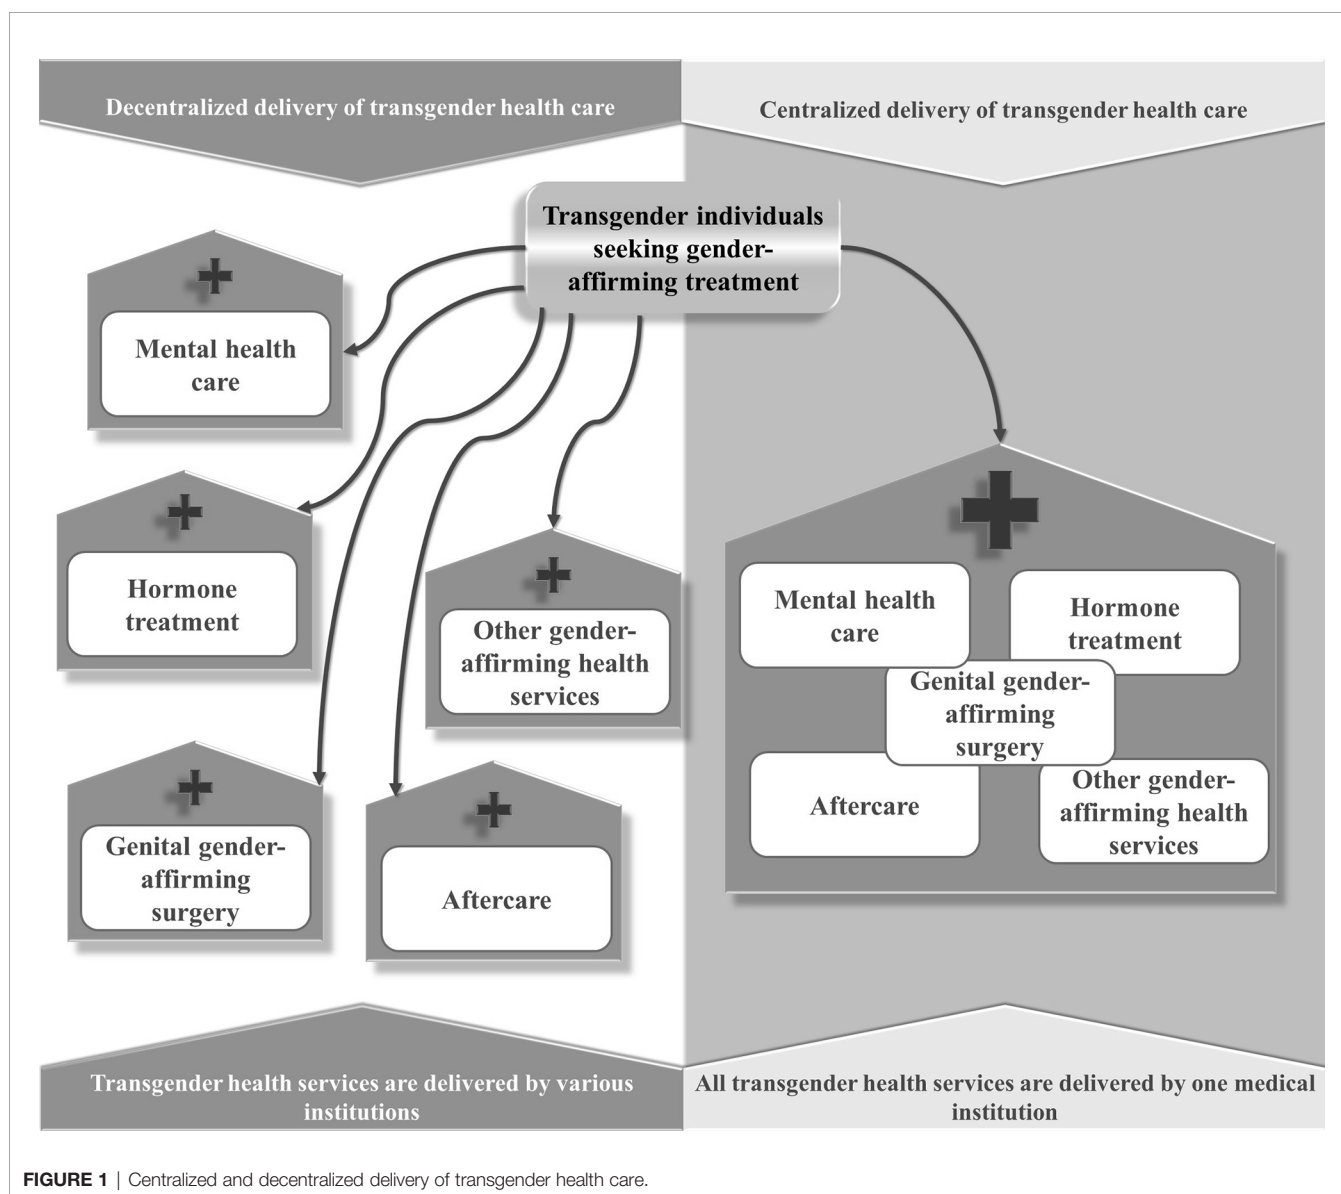 Decentralized delivery of transgender health care
Centralized delivery of transgender health care
Transgender individuals
seeking gender-
affirming treatment
Mental health
care
Hormone
treatment
Other gender-
affirming health
services
Genital gender-
affirming
surgery
Aftercare
Mental health
care
Hormone
treatment
Genital gender-
affirming
surgery
Aftercare
Other gender-
affirming health
services
Transgender health services are delivered by various
institutions
All transgender health services are delivered by one medical
institution
FIGURE 1 | Centralized and decentralized delivery of transgender health care.